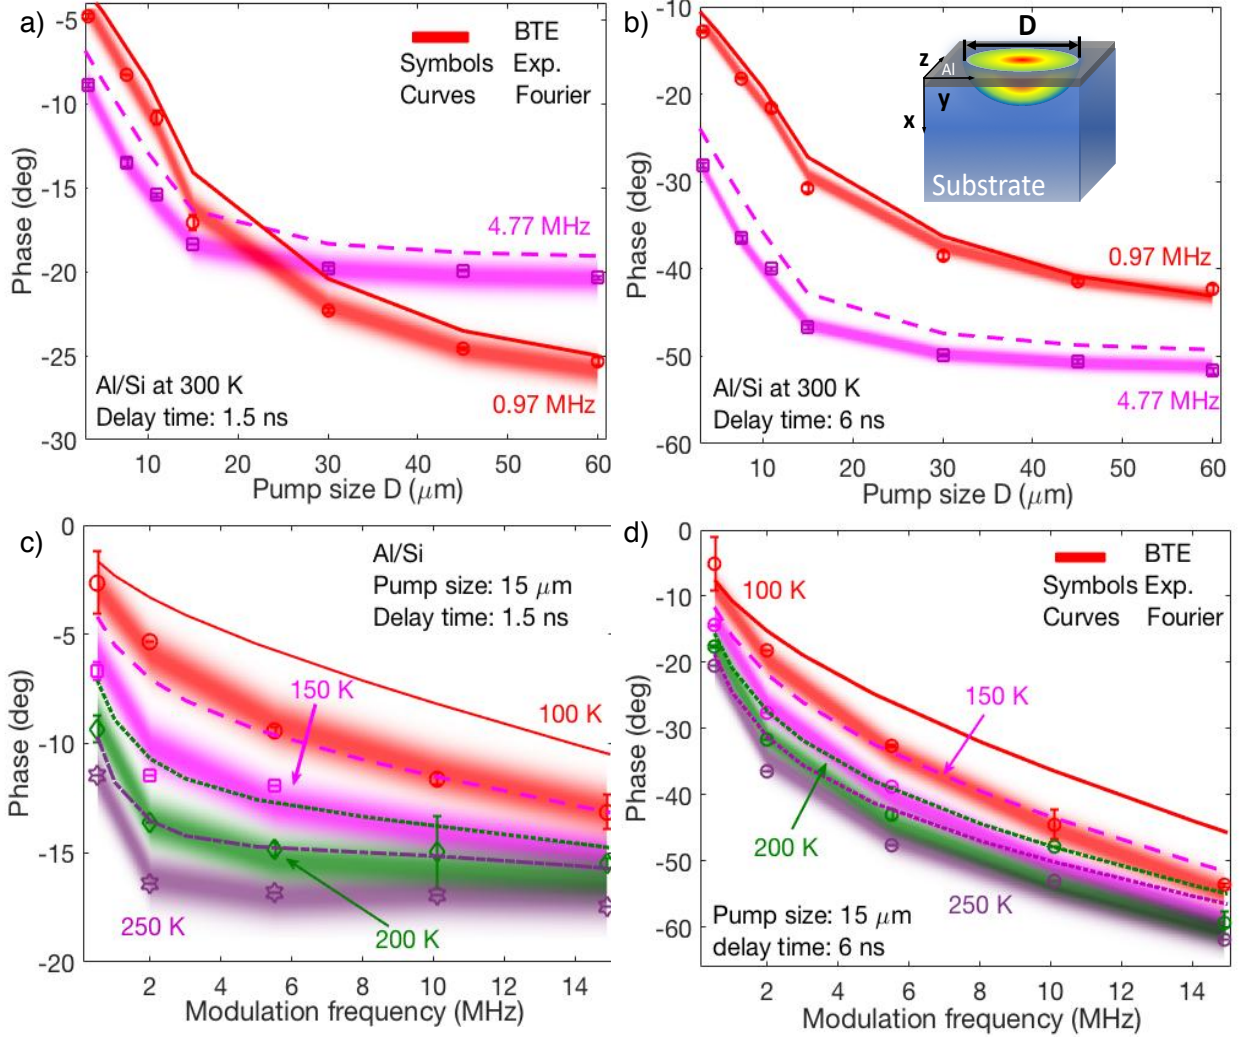 a)
-5
-10
-15
-20
-25
-30
Phase (deg)
BTE
Symbols Exp.
Curves Fourier
4.77 MHz
0.97 MHz
Al/Si at 300 K
Delay time: 1.5 ns
10 20 30 40 50 60
Pump size D (μm)
b)
-10
-20
-30
-40
-50
-60
Phase (deg)
D
z
Al
y
x
Substrate
0.97 MHz
4.77 MHz
Al/Si at 300 K
Delay time: 6 ns
10 20 30 40 50 60
Pump size D (μm)
c)
0
-5
-10
-15
-20
Phase (deg)
Al/Si
Pump size: 15 μm
Delay time: 1.5 ns
150 K
100 K
250 K
200 K
2 4 6 8 10 12 14
Modulation frequency (MHz)
d)
0
-10
-20
-30
-40
-50
-60
Phase (deg)
BTE
Symbols Exp.
Curves Fourier
100 K
150 K
200 K
250 K
Pump size: 15 μm
delay time: 6 ns
2 4 6 8 10 12 14
Modulation frequency (MHz)